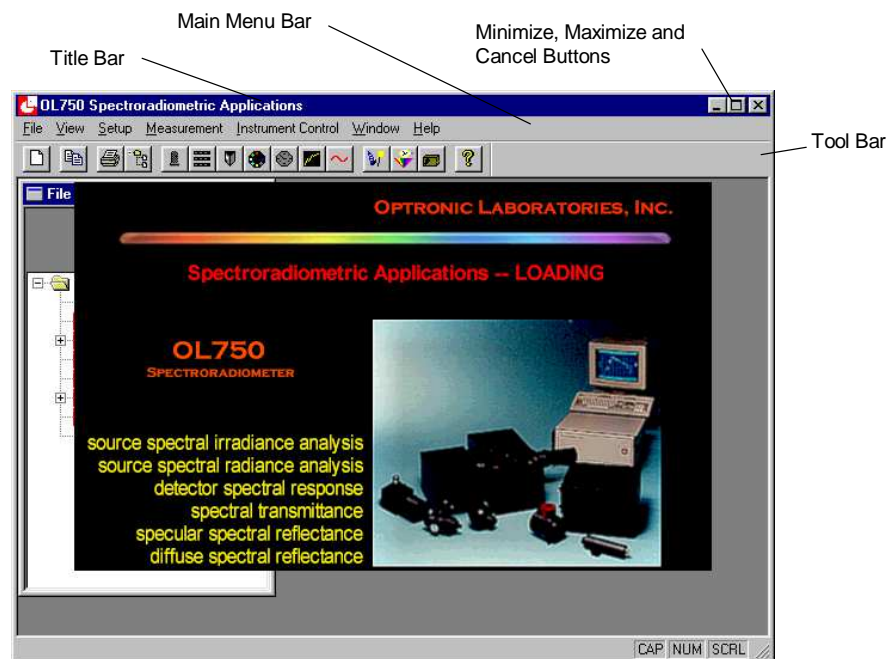 Main Menu Bar
Minimize, Maximize and
Cancel Buttons
Title Bar
OL750 Spectroradiometric Applications
File View Setup Measurement Instrument Control Window Help
Tool Bar
File
OPTRONIC LABORATORIES, INC.
Spectroradiometric Applications -- LOADING
OL750
SPECTRORADIOMETER
source spectral irradiance analysis
source spectral radiance analysis
detector spectral response
spectral transmittance
specular spectral reflectance
diffuse spectral reflectance
CAP NUM SCRL